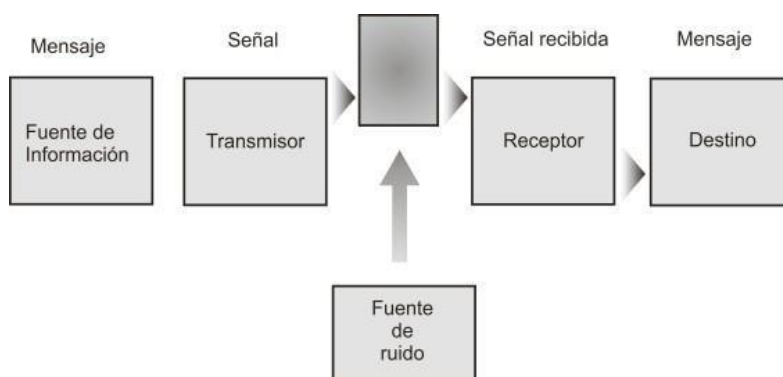 Mensaje
Señal
Señal recibida
Mensaje
Fuente de
Información
Transmisor
Receptor
Destino
Fuente
de
ruido